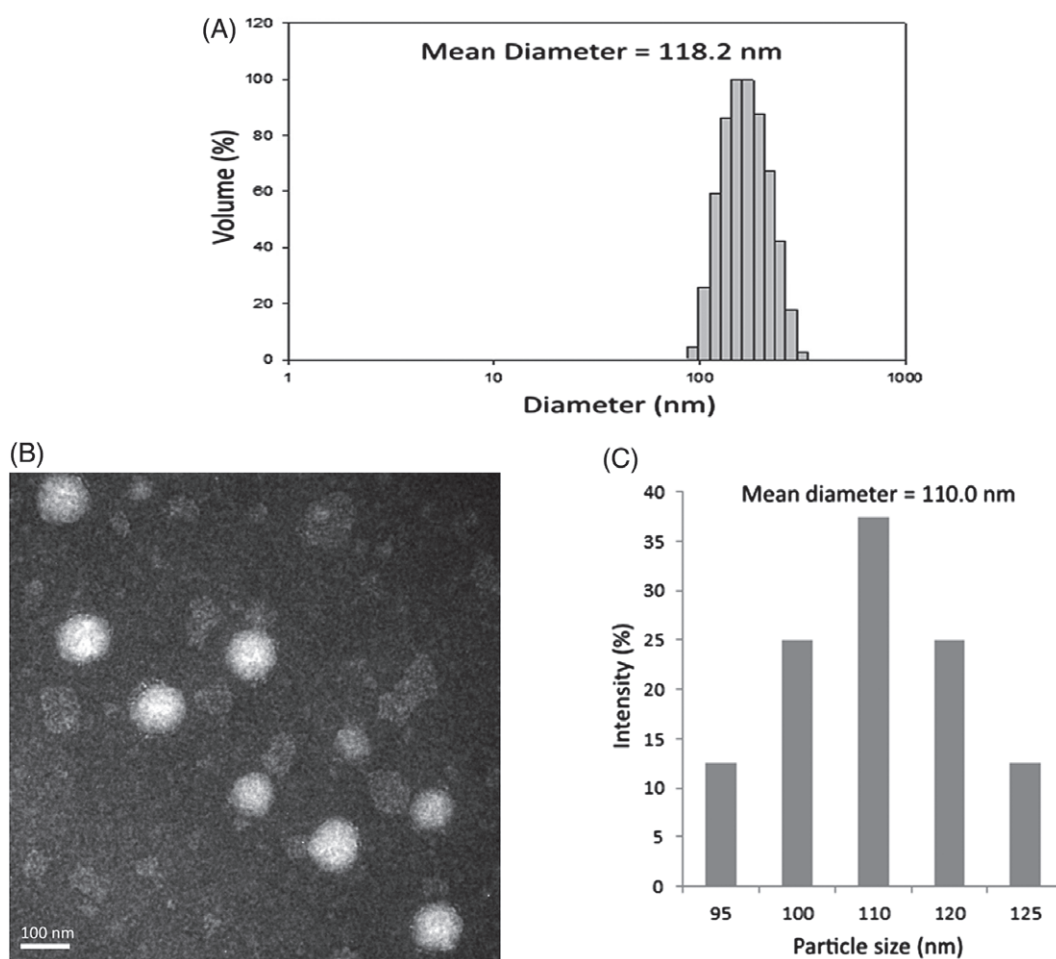 (A)
Mean Diameter = 118.2 nm
120
100
80
60
40
20
0
Volume (%)
1 10 100 1000
Diameter (nm)
(B)
100 nm
(C)
Mean diameter = 110.0 nm
40
35
30
25
20
15
10
5
0
Intensity (%)
95 100 110 120 125
Particle size (nm)